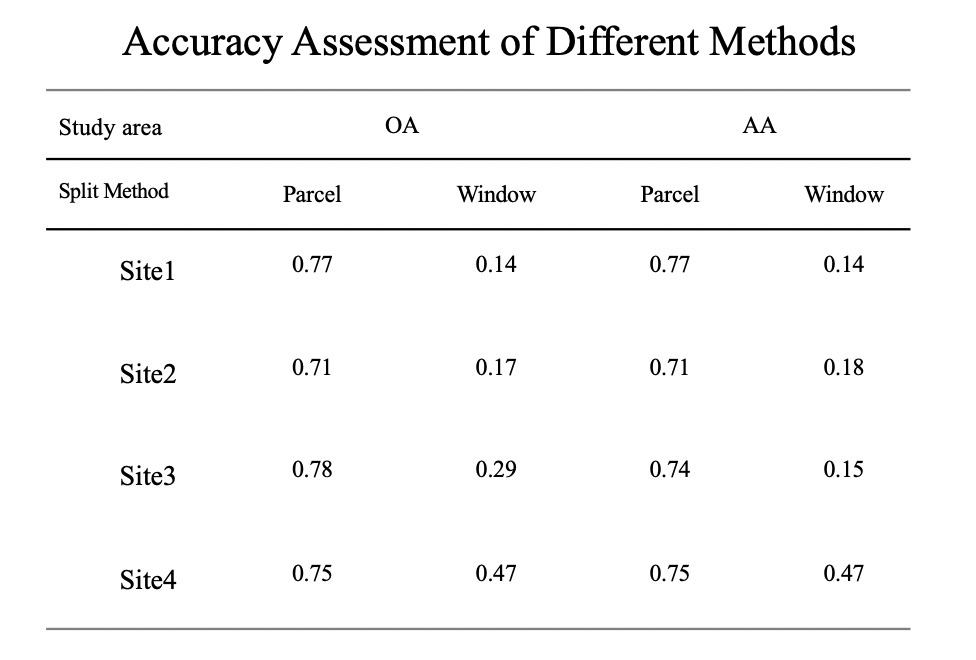 Accuracy Assessment of Different Methods
Study area OA AA
Split Method Parcel Window Parcel Window
Site1 0.77 0.14 0.77 0.14
Site2 0.71 0.17 0.71 0.18
Site3 0.78 0.29 0.74 0.15
Site4 0.75 0.47 0.75 0.47